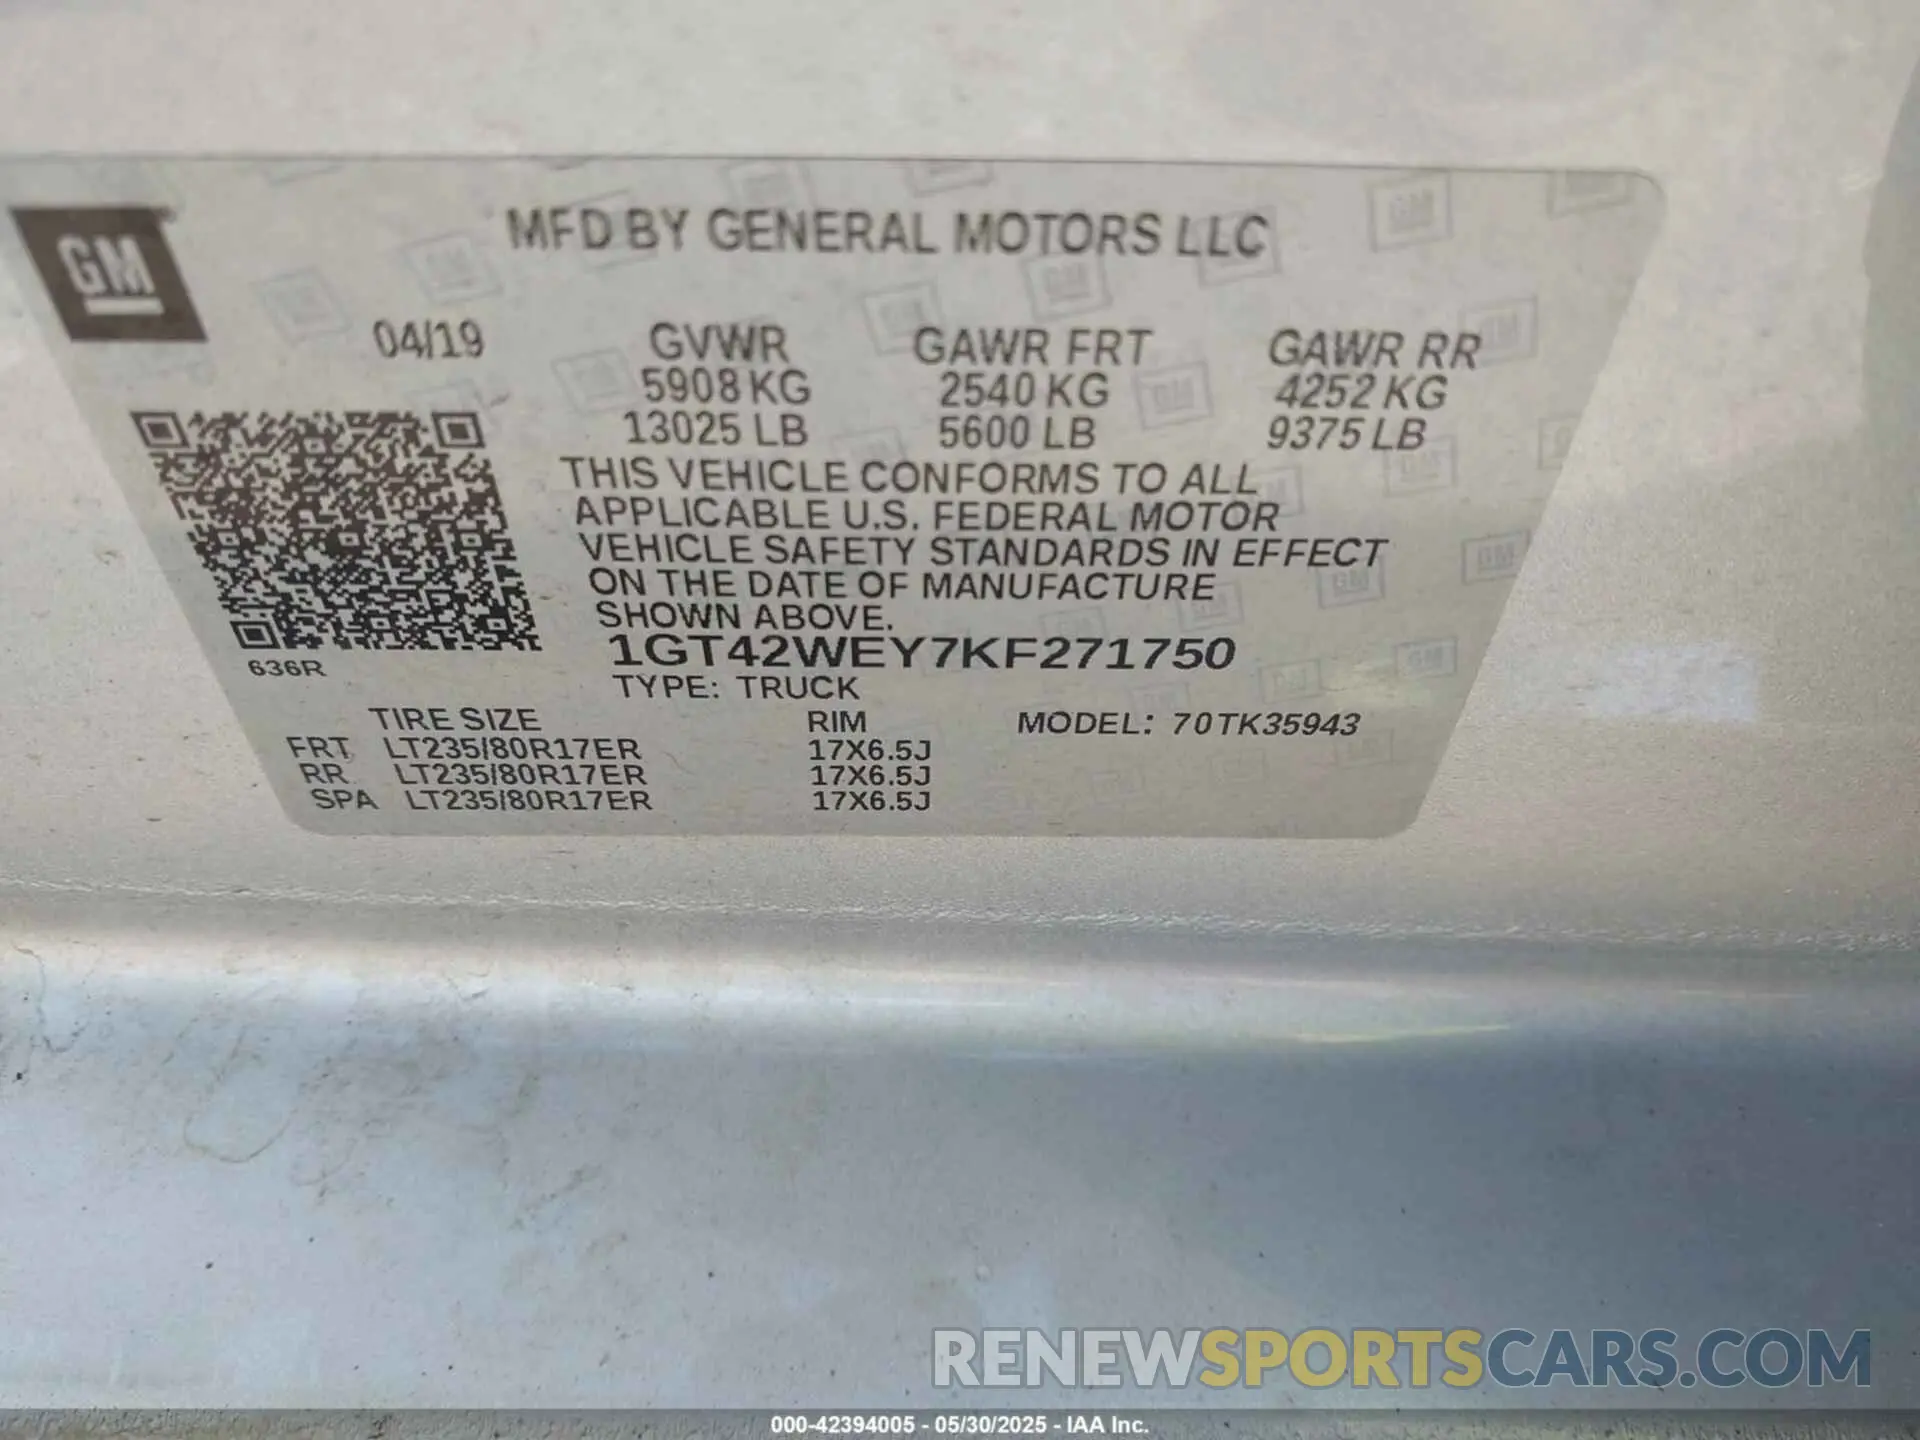 GM
MFD BY GENERAL MOTORS LLC
04/19 GVWR GAWR FRT GAWR RR
5908 KG 2540 KG 4252 KG
13025 LB 5600 LB 9375 LB
THIS VEHICLE CONFORMS TO ALL
APPLICABLE U.S. FEDERAL MOTOR
VEHICLE SAFETY STANDARDS IN EFFECT
ON THE DATE OF MANUFACTURE
SHOWN ABOVE.
1GT42WEY7KF271750
636R
TYPE: TRUCK
TIRE SIZE RIM MODEL: 70TK35943
FRT LT235/80R17ER 17X6.5J
RR LT235/80R17ER 17X6.5J
SPA LT235/80R17ER 17X6.5J
RENEWSPORTSCARS.COM
000-42394005 - 05/30/2025 - IAA Inc.